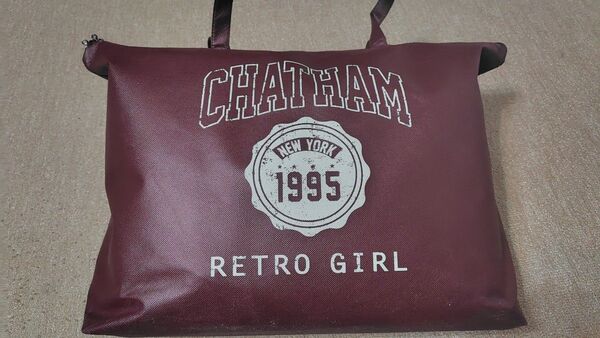 CHATHAM
NEW YORK
1995
RETRO GIRL